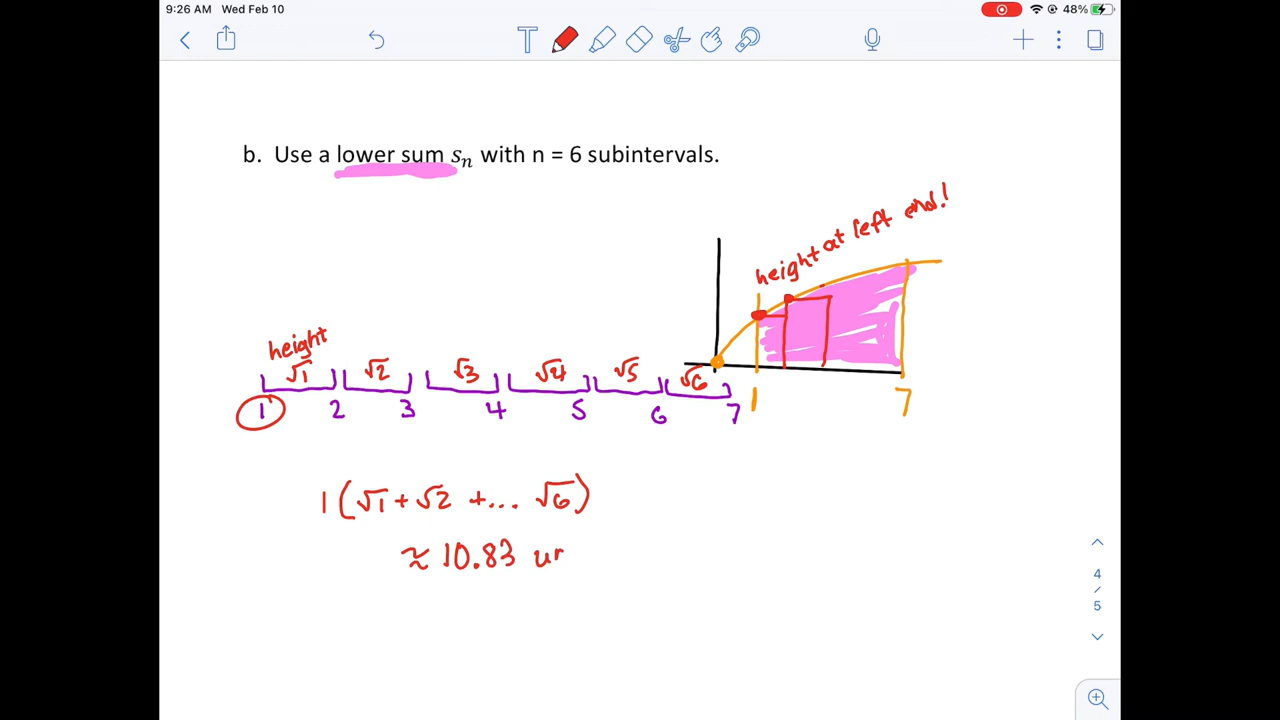 9:26 AM Wed Feb 10
48%
T
b. Use a lower sum sₙ with n = 6 subintervals.
height at left end!
height
√1 √2 √3 √4 √5 √6
1 2 3 4 5 6 7
1 7
1(√1 + √2 + ... √6)
≈ 10.83 ur
4
5